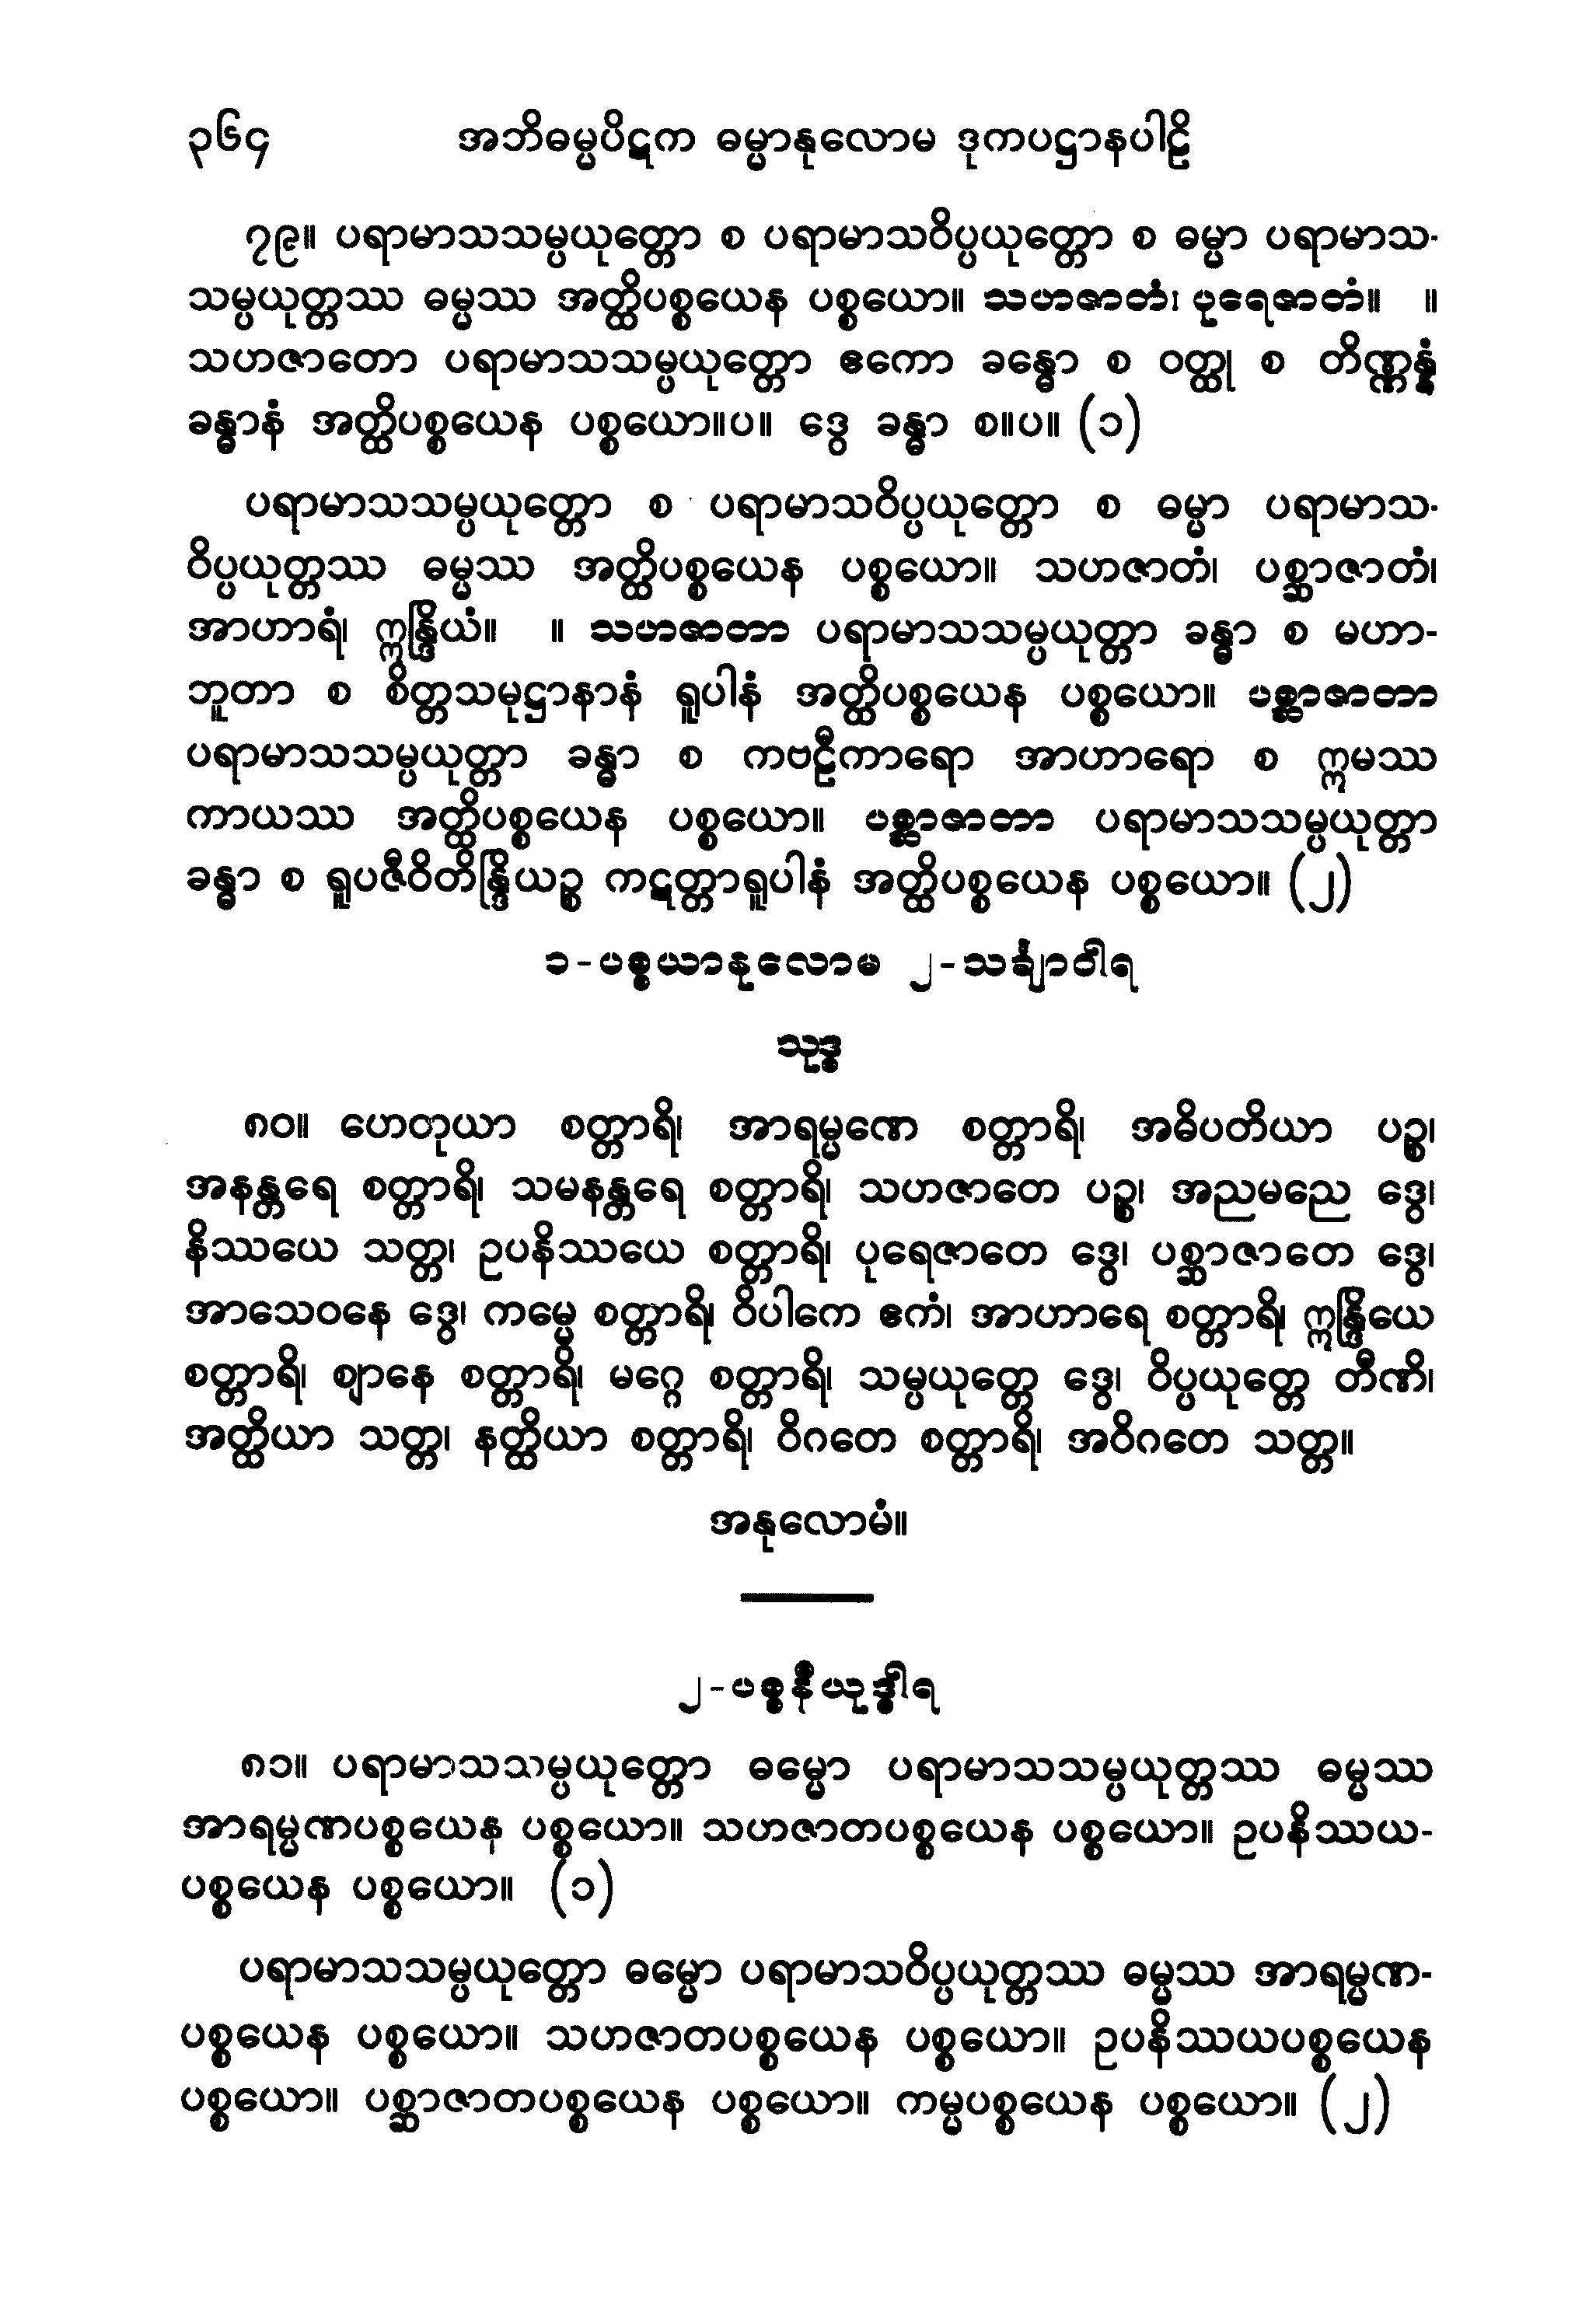 ၃၆၄ အဘိဓမ္မပိဋက ဓမ္မာနုလောမ ဒုကပဋ္ဌာနပါဠိ
၇၉။ ပရာမာသသမ္ပယုတ္တော စ ပရာမာသဝိပ္ပယုတ္တော စ ဓမ္မာ ပရာမာသ-
သမ္ပယုတ္တဿ ဓမ္မဿ အတ္ထိပစ္စယေန ပစ္စယော။ သဟဇာတံ၊ ပုရေဇာတံ။ ။
သဟဇာတော ပရာမာသသမ္ပယုတ္တော ဧကော ခန္ဓော စ ဝတ္ထု စ တိဏ္ဏန္နံ
ခန္ဓာနံ အတ္ထိပစ္စယေန ပစ္စယော။ပ။ ဒွေ ခန္ဓာ စ။ပ။ (၁)
ပရာမာသသမ္ပယုတ္တော စ ပရာမာသဝိပ္ပယုတ္တော စ ဓမ္မာ ပရာမာသ-
ဝိပ္ပယုတ္တဿ ဓမ္မဿ အတ္ထိပစ္စယေန ပစ္စယော။ သဟဇာတံ၊ ပစ္ဆာဇာတံ၊
အာဟာရံ၊ ဣန္ဒြိယံ။ ။ သဟဇာတာ ပရာမာသသမ္ပယုတ္တာ ခန္ဓာ စ မဟာ-
ဘူတာ စ စိတ္တသမုဋ္ဌာနာနံ ရူပါနံ အတ္ထိပစ္စယေန ပစ္စယော။ ပစ္ဆာဇာတာ
ပရာမာသသမ္ပယုတ္တာ ခန္ဓာ စ ကဗဠီကာရော အာဟာရော စ ဣမဿ
ကာယဿ အတ္ထိပစ္စယေန ပစ္စယော။ ပစ္ဆာဇာတာ ပရာမာသသမ္ပယုတ္တာ
ခန္ဓာ စ ရူပဇီဝိတိန္ဒြိယဉ္စ ကဋတ္တာရူပါနံ အတ္ထိပစ္စယေန ပစ္စယော။ (၂)
၁-ပစ္စယာနုလောမ ၂-သင်္ချာဝါရ
သုဒ္ဓ
၈၀။ ဟေတုယာ စတ္တာရိ၊ အာရမ္မဏေ စတ္တာရိ၊ အဓိပတိယာ ပဉ္စ၊
အနန္တရေ စတ္တာရိ၊ သမနန္တရေ စတ္တာရိ၊ သဟဇာတေ ပဉ္စ၊ အညမညေ ဒွေ၊
နိဿယေ သတ္တ၊ ဥပနိဿယေ စတ္တာရိ၊ ပုရေဇာတေ ဒွေ၊ ပစ္ဆာဇာတေ ဒွေ၊
အာသေဝနေ ဒွေ၊ ကမ္မေ စတ္တာရိ၊ ဝိပါကေ ဧကံ၊ အာဟာရေ စတ္တာရိ၊ ဣန္ဒြိယေ
စတ္တာရိ၊ ဈာနေ စတ္တာရိ၊ မဂ္ဂေ စတ္တာရိ၊ သမ္ပယုတ္တေ ဒွေ၊ ဝိပ္ပယုတ္တေ တီဏိ၊
အတ္ထိယာ သတ္တ၊ နတ္ထိယာ စတ္တာရိ၊ ဝိဂတေ စတ္တာရိ၊ အဝိဂတေ သတ္တ။
အနုလောမံ။
၂-ပစ္စနီယုဒ္ဓါရ
၈၁။ ပရာမာသသမ္ပယုတ္တော ဓမ္မော ပရာမာသသမ္ပယုတ္တဿ ဓမ္မဿ
အာရမ္မဏပစ္စယေန ပစ္စယော။ သဟဇာတပစ္စယေန ပစ္စယော။ ဥပနိဿယ-
ပစ္စယေန ပစ္စယော။ (၁)
ပရာမာသသမ္ပယုတ္တော ဓမ္မော ပရာမာသဝိပ္ပယုတ္တဿ ဓမ္မဿ အာရမ္မဏ-
ပစ္စယေန ပစ္စယော။ သဟဇာတပစ္စယေန ပစ္စယော။ ဥပနိဿယပစ္စယေန
ပစ္စယော။ ပစ္ဆာဇာတပစ္စယေန ပစ္စယော။ ကမ္မပစ္စယေန ပစ္စယော။ (၂)